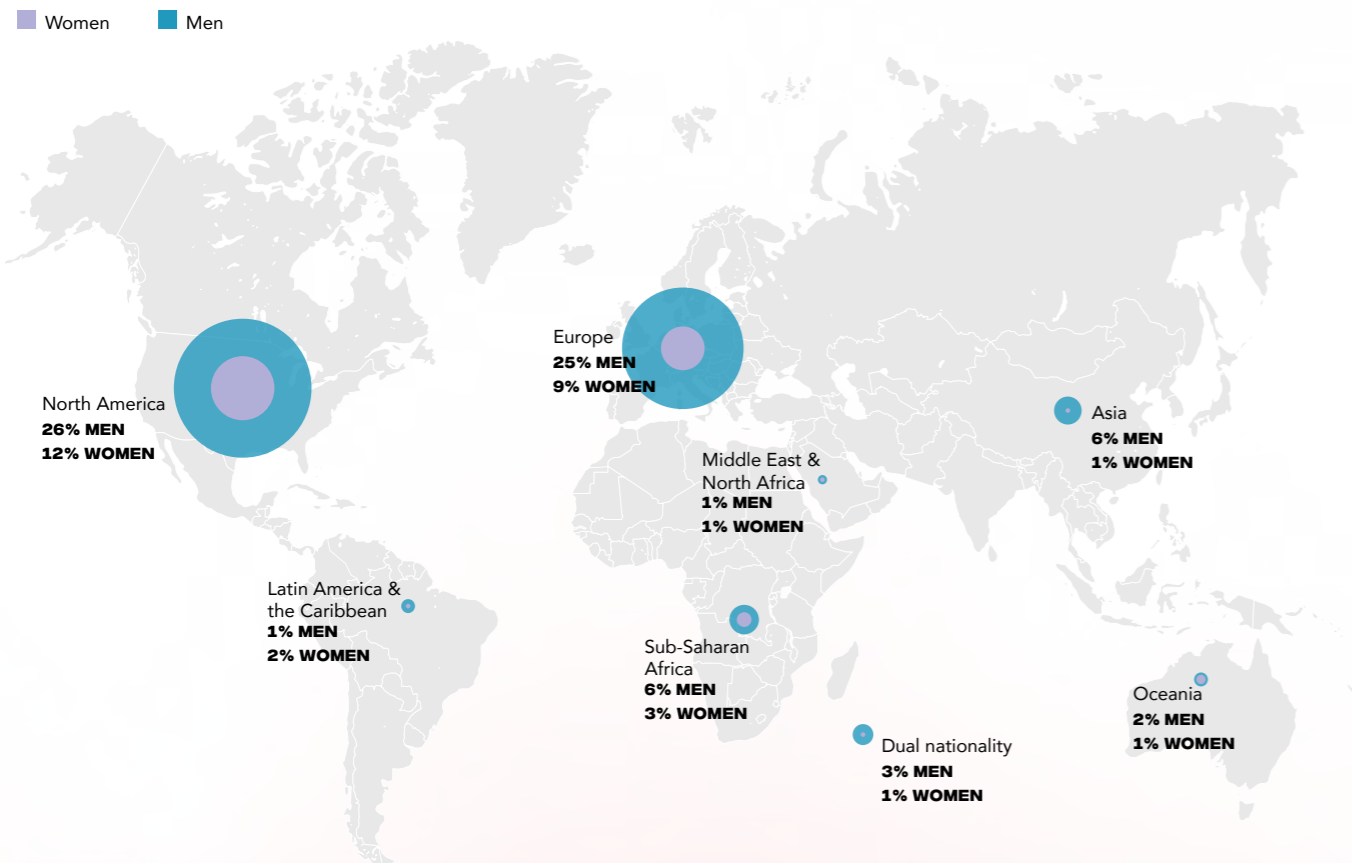 Women
Men
North America
26% MEN
12% WOMEN
Europe
25% MEN
9% WOMEN
Asia
6% MEN
1% WOMEN
Middle East &
North Africa
1% MEN
1% WOMEN
Latin America &
the Caribbean
1% MEN
2% WOMEN
Sub-Saharan
Africa
6% MEN
3% WOMEN
Oceania
2% MEN
1% WOMEN
Dual nationality
3% MEN
1% WOMEN